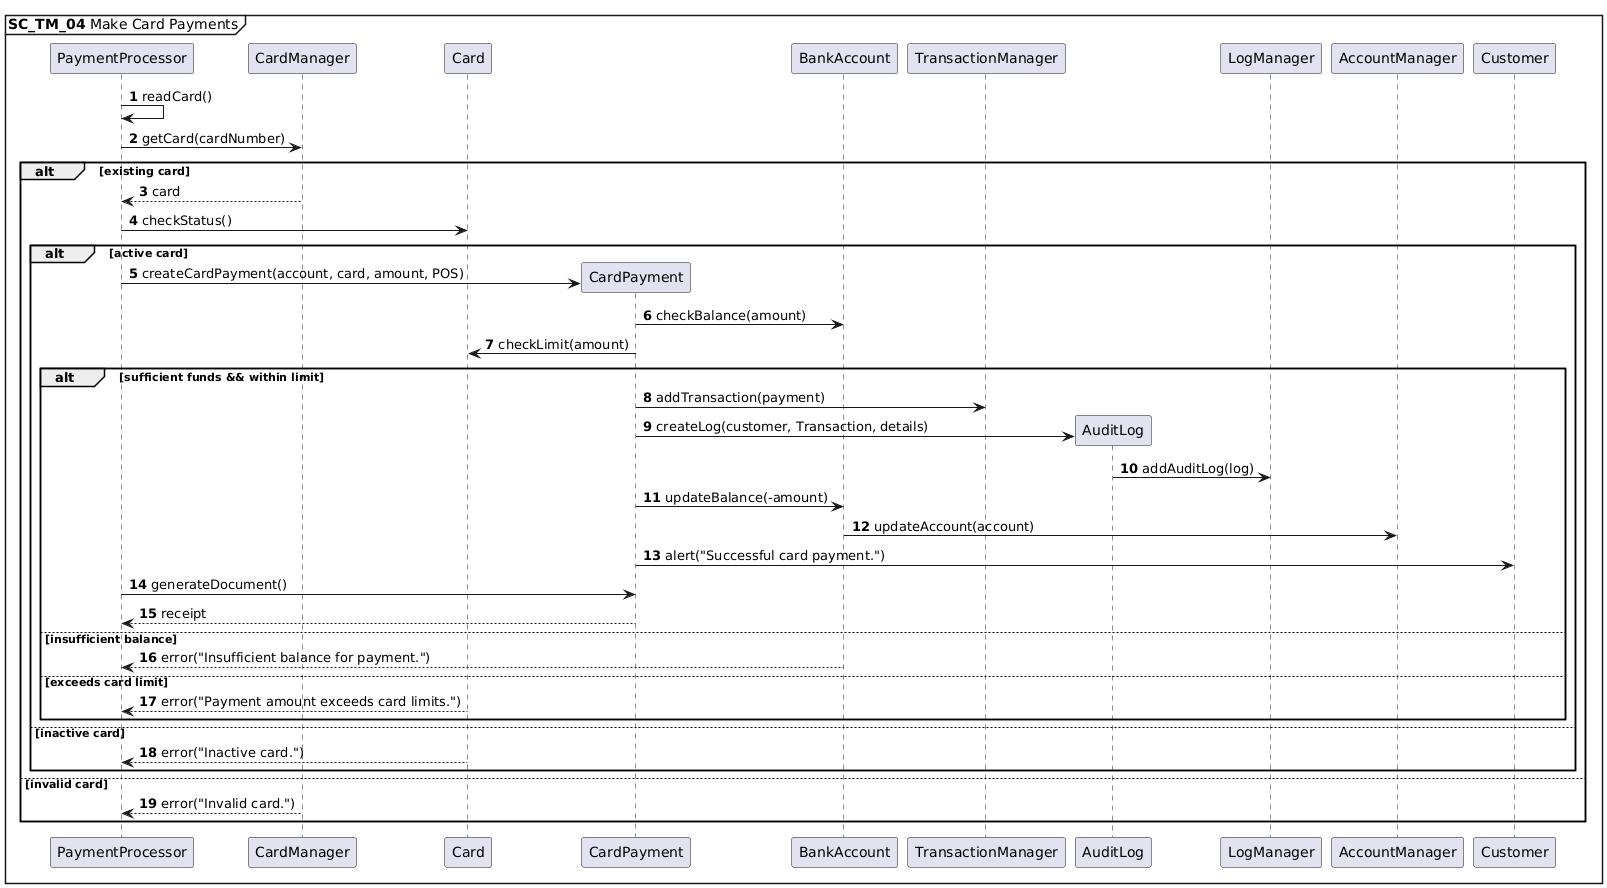 SC_TM_04 Make Card Payments
PaymentProcessor CardManager Card BankAccount TransactionManager LogManager AccountManager Customer
1 readCard()
2 getCard(cardNumber)
alt [existing card]
3 card
4 checkStatus()
alt [active card]
5 createCardPayment(account, card, amount, POS) CardPayment
6 checkBalance(amount)
7 checkLimit(amount)
alt [sufficient funds && within limit]
8 addTransaction(payment)
9 createLog(customer, Transaction, details) AuditLog
10 addAuditLog(log)
11 updateBalance(-amount)
12 updateAccount(account)
13 alert("Successful card payment.")
14 generateDocument()
15 receipt
[insufficient balance]
16 error("Insufficient balance for payment.")
[exceeds card limit]
17 error("Payment amount exceeds card limits.")
[inactive card]
18 error("Inactive card.")
[invalid card]
19 error("Invalid card.")
PaymentProcessor CardManager Card CardPayment BankAccount TransactionManager AuditLog LogManager AccountManager Customer